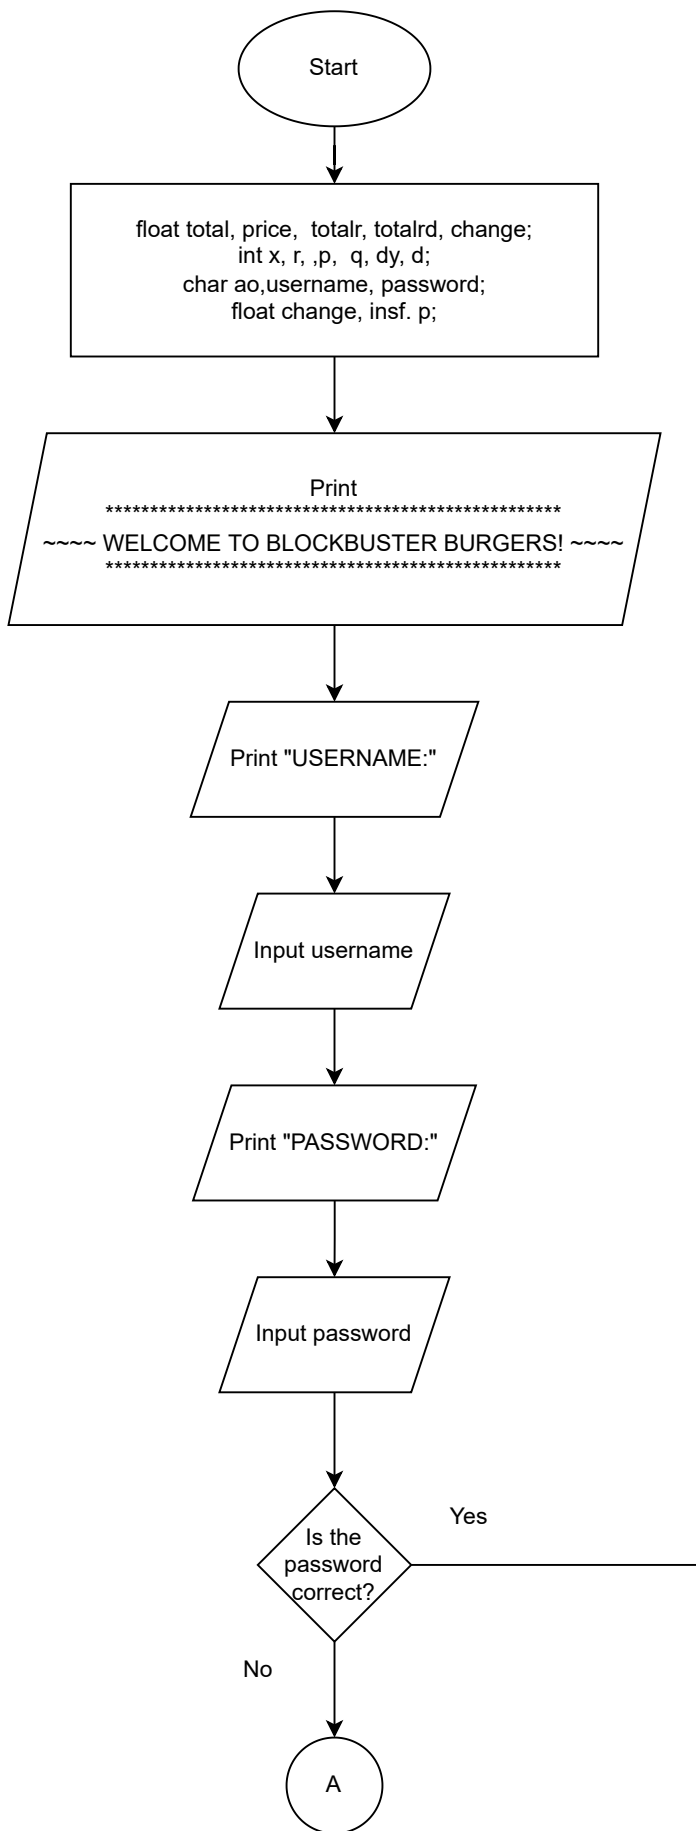 Start
float total, price, totalr, totalrd, change;
int x, r, ,p, q, dy, d;
char ao,username, password;
float change, insf. p;
Print
***************************************************
~~~~ WELCOME TO BLOCKBUSTER BURGERS! ~~~~
***************************************************
Print "USERNAME:"
Input username
Print "PASSWORD:"
Input password
Is the
password
correct?
Yes
No
A